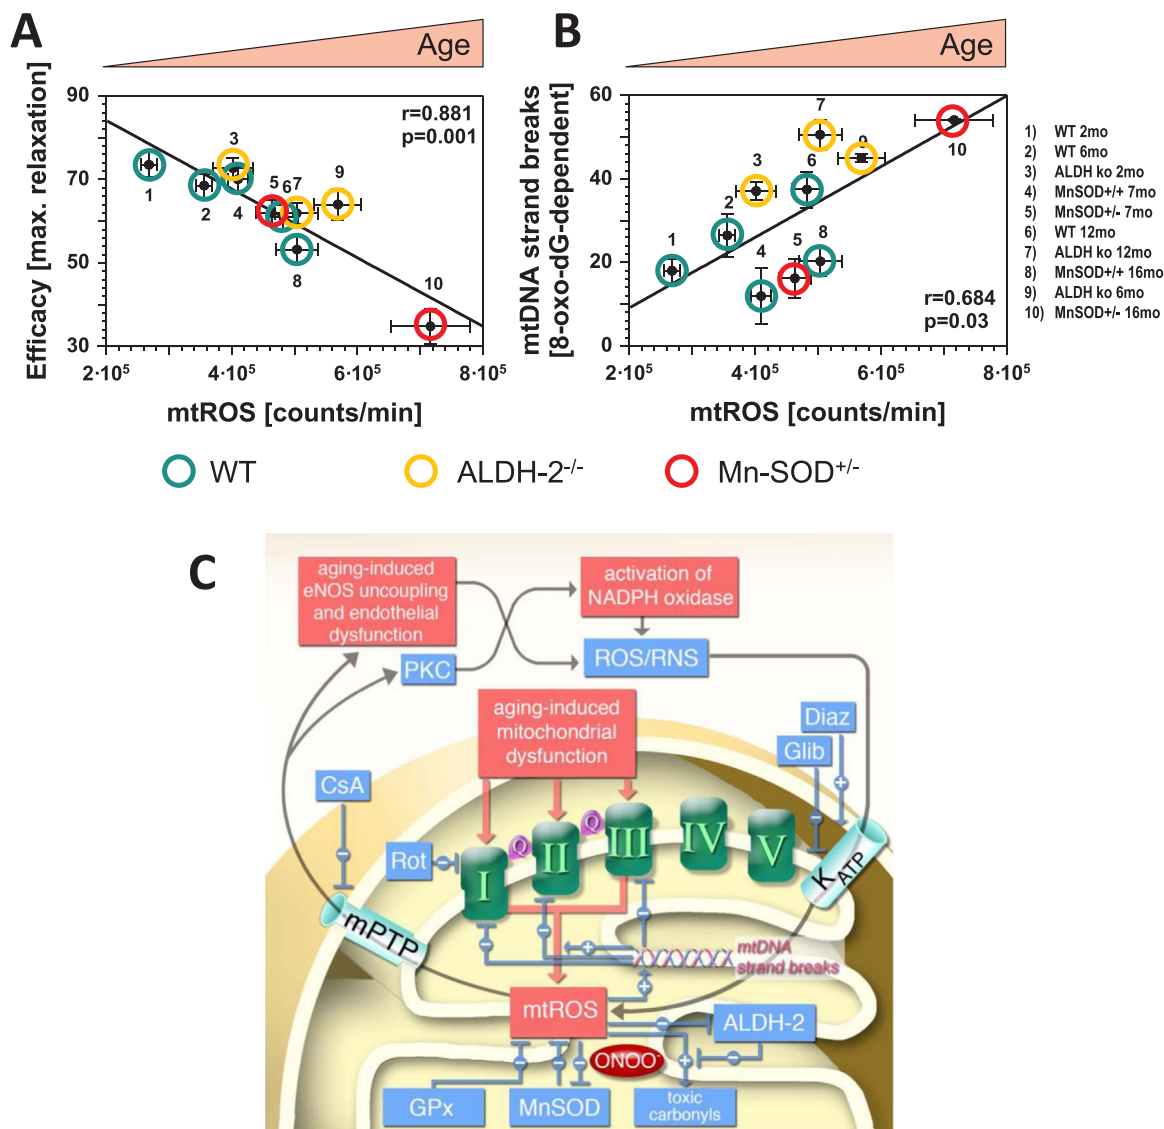 A
Age
Efficacy [max. relaxation]
90
70
50
30
r=0.881
p=0.001
1
2
3
4
5
6
7
8
9
10
2·10⁵
4·10⁵
6·10⁵
8·10⁵
mtROS [counts/min]
B
Age
mtDNA strand breaks
[8-oxo-dG-dependent]
60
40
20
0
1
2
3
4
5
6
7
8
9
10
r=0.684
p=0.03
2·10⁵
4·10⁵
6·10⁵
8·10⁵
mtROS [counts/min]
1) WT 2mo
2) WT 6mo
3) ALDH ko 2mo
4) MnSOD+/+ 7mo
5) MnSOD+/- 7mo
6) WT 12mo
7) ALDH ko 12mo
8) MnSOD+/+ 16mo
9) ALDH ko 6mo
10) MnSOD+/- 16mo
WT
ALDH-2⁻/⁻
Mn-SOD⁺/⁻
C
aging-induced
eNOS uncoupling
and endothelial
dysfunction
activation of
NADPH oxidase
PKC
ROS/RNS
aging-induced
mitochondrial
dysfunction
Diaz
Glib
CsA
Rot
Q
Q
I
II
III
IV
V
K ATP
mPTP
mtDNA
strand breaks
mtROS
ALDH-2
ONOO⁻
GPx
MnSOD
toxic
carbonyls